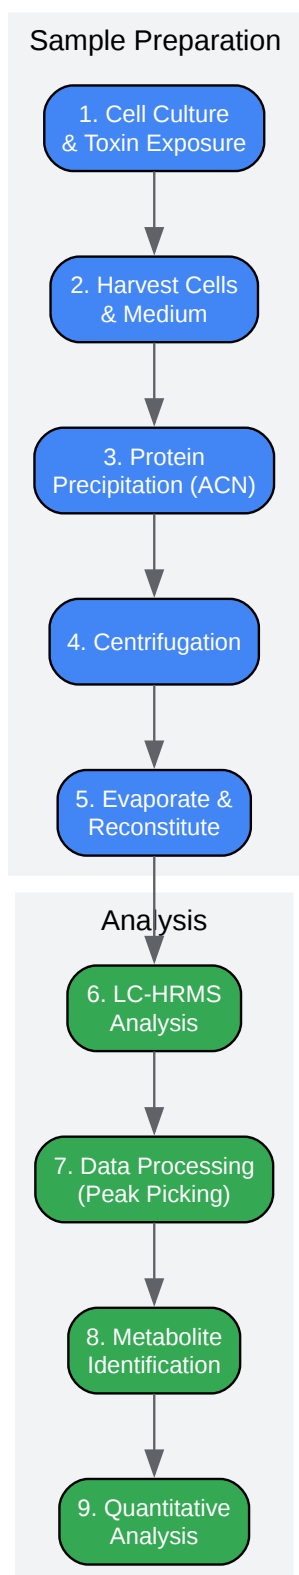 Sample Preparation
1. Cell Culture
& Toxin Exposure
2. Harvest Cells
& Medium
3. Protein
Precipitation (ACN)
4. Centrifugation
5. Evaporate &
Reconstitute
Analysis
6. LC-HRMS
Analysis
7. Data Processing
(Peak Picking)
8. Metabolite
Identification
9. Quantitative
Analysis